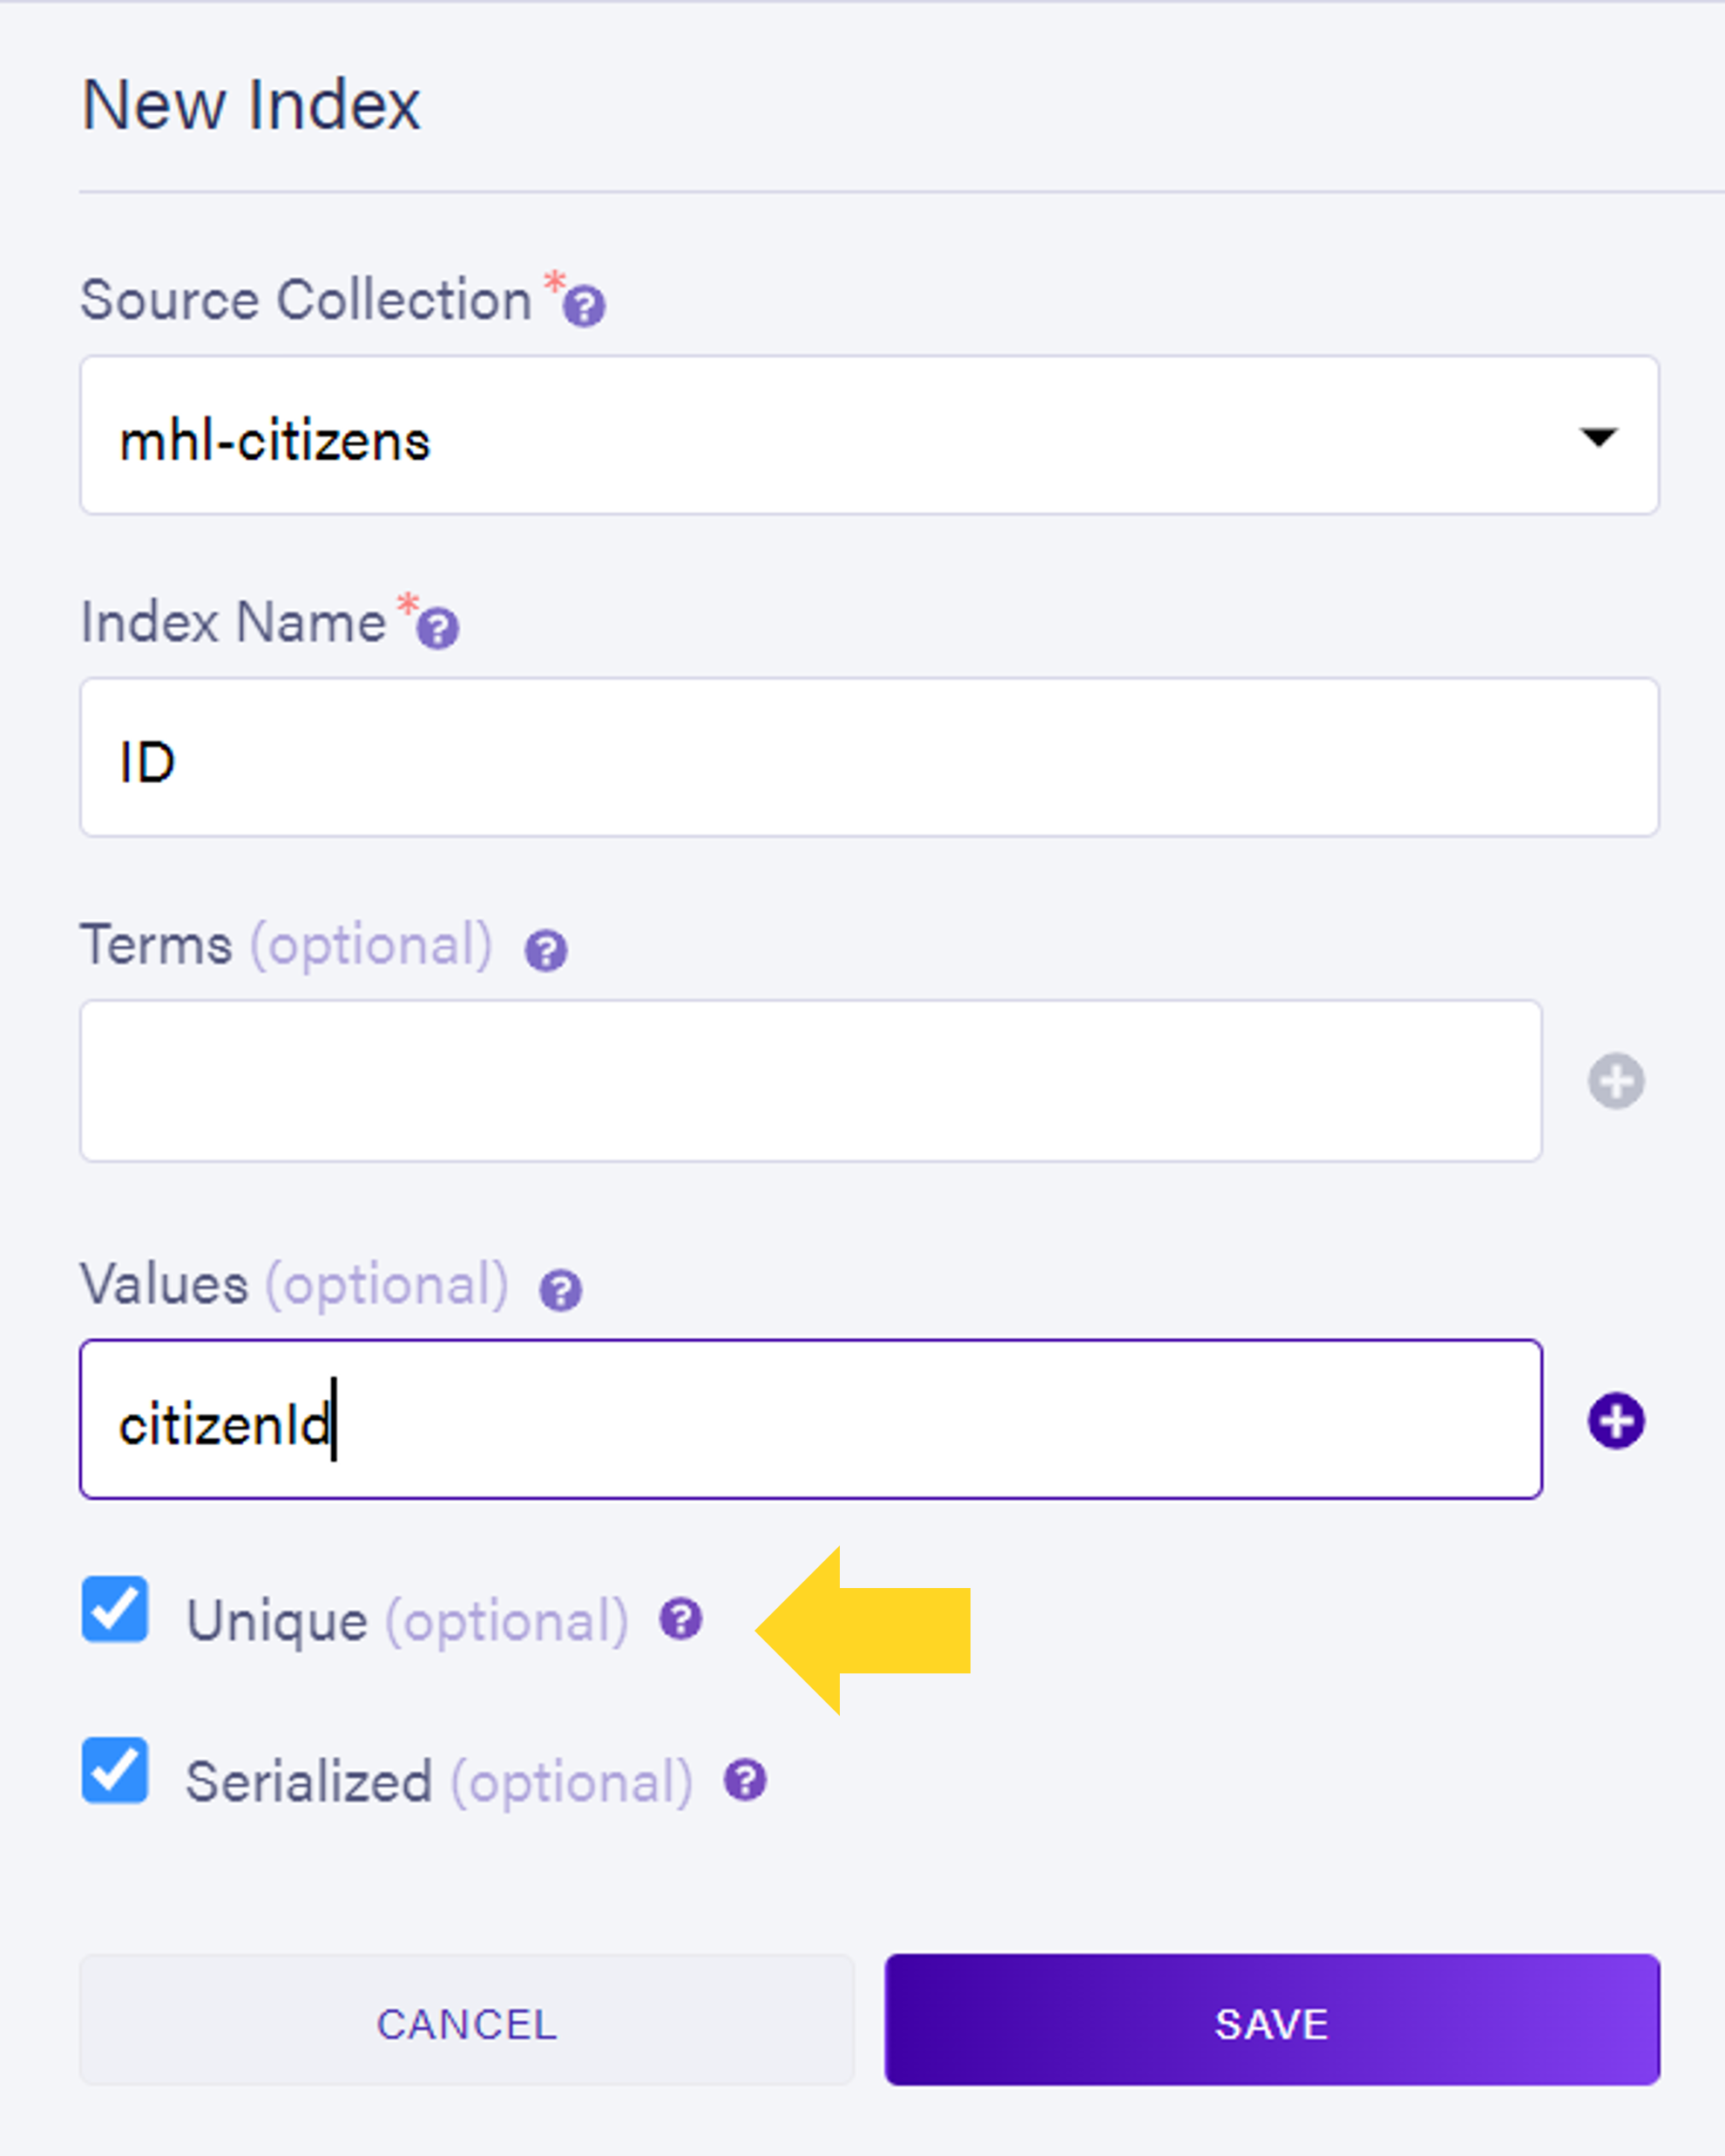 New Index
Source Collection *
mhl-citizens
Index Name *
ID
Terms (optional)
Values (optional)
citizenId
Unique (optional)
Serialized (optional)
CANCEL
SAVE